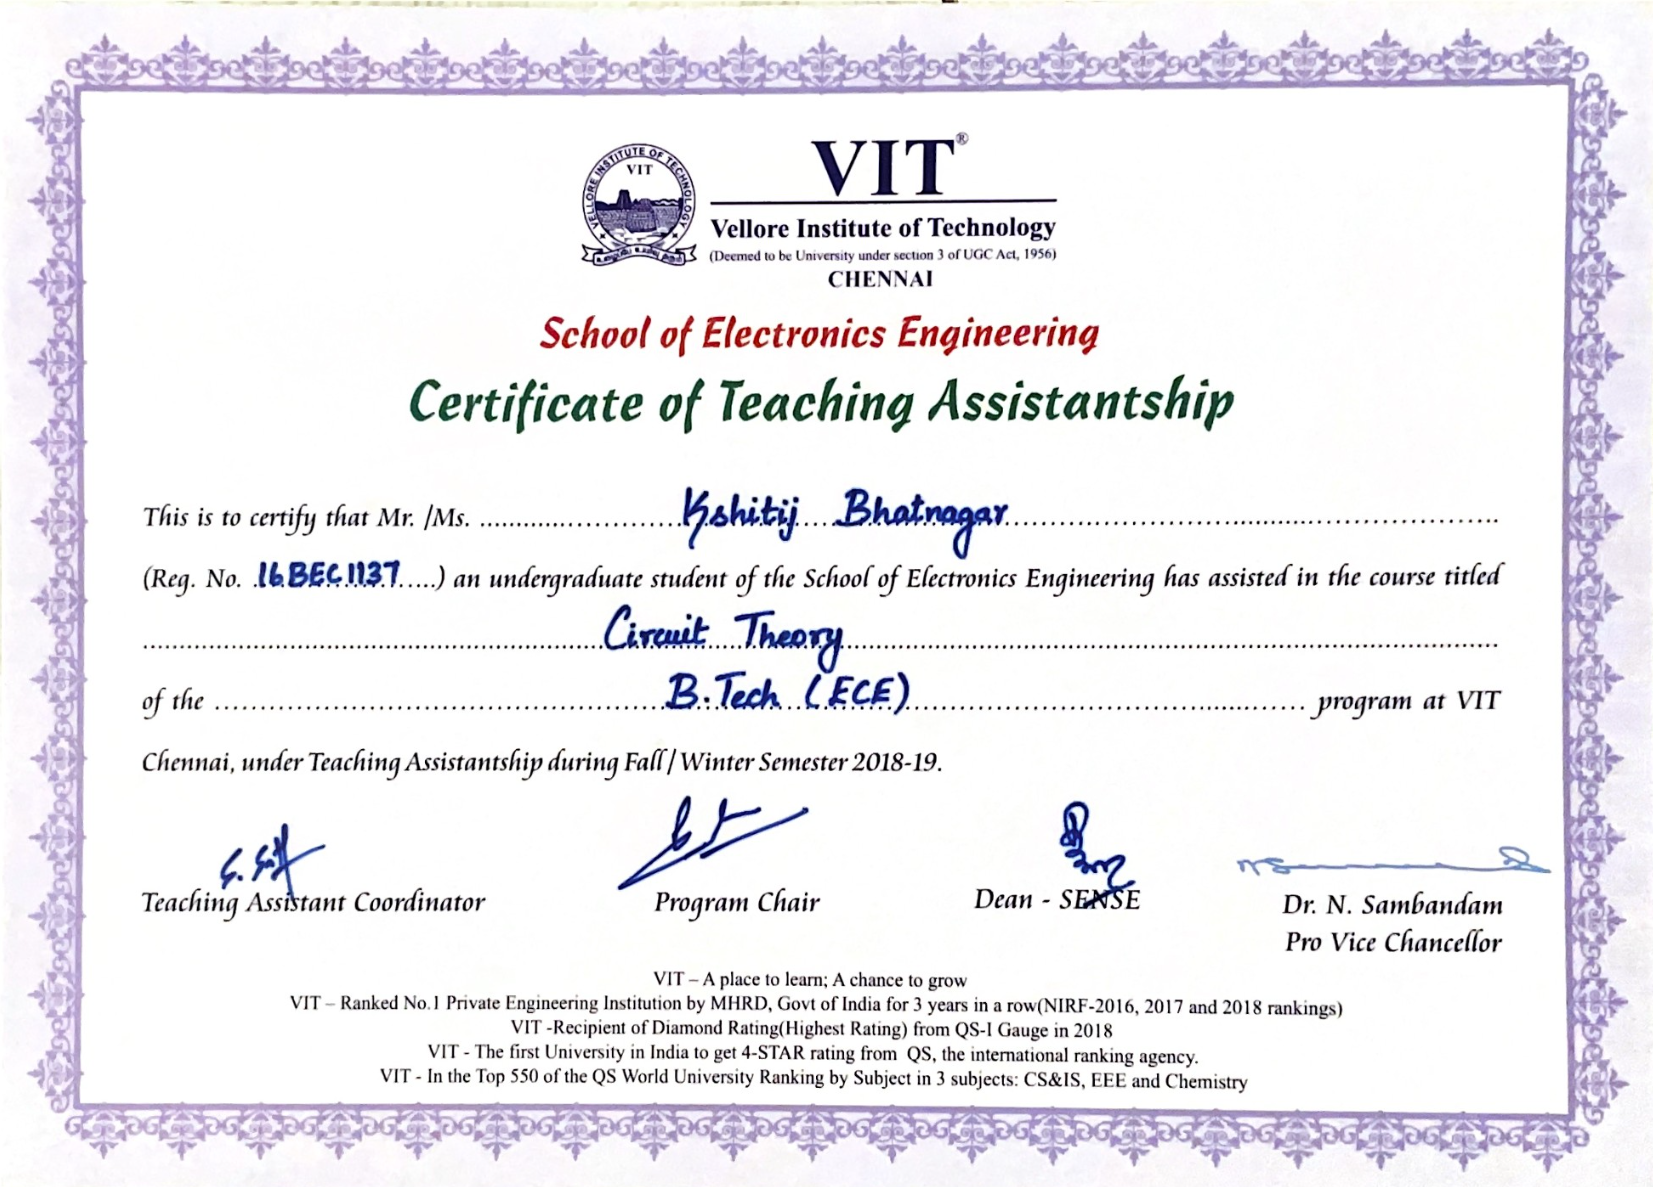 VELLORE INSTITUTE OF TECHNOLOGY
VIT
VIT®
Vellore Institute of Technology
(Deemed to be University under section 3 of UGC Act, 1956)
CHENNAI
School of Electronics Engineering
Certificate of Teaching Assistantship
This is to certify that Mr. /Ms. Kshitij Bhatnagar
(Reg. No. 16BEC1137) an undergraduate student of the School of Electronics Engineering has assisted in the course titled
Circuit Theory
of the B.Tech (ECE) program at VIT
Chennai, under Teaching Assistantship during Fall / Winter Semester 2018-19.
Teaching Assistant Coordinator
Program Chair
Dean - SENSE
Dr. N. Sambandam
Pro Vice Chancellor
VIT – A place to learn; A chance to grow
VIT – Ranked No.1 Private Engineering Institution by MHRD, Govt of India for 3 years in a row(NIRF-2016, 2017 and 2018 rankings)
VIT -Recipient of Diamond Rating(Highest Rating) from QS-I Gauge in 2018
VIT - The first University in India to get 4-STAR rating from QS, the international ranking agency.
VIT - In the Top 550 of the QS World University Ranking by Subject in 3 subjects: CS&IS, EEE and Chemistry